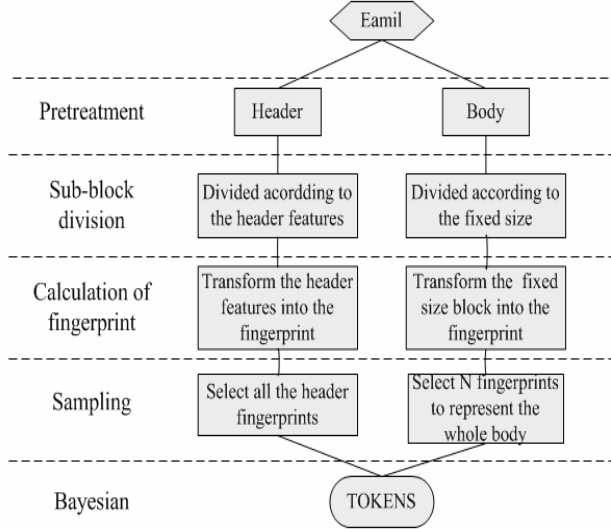 Eamil
Pretreatment
Header
Body
Sub-block
division
Divided acordding to
the header features
Divided according to
the fixed size
Calculation of
fingerprint
Transform the header
features into the
fingerprint
Transform the fixed
size block into the
fingerprint
Sampling
Select all the header
fingerprints
Select N fingerprints
to represent the
whole body
Bayesian
TOKENS